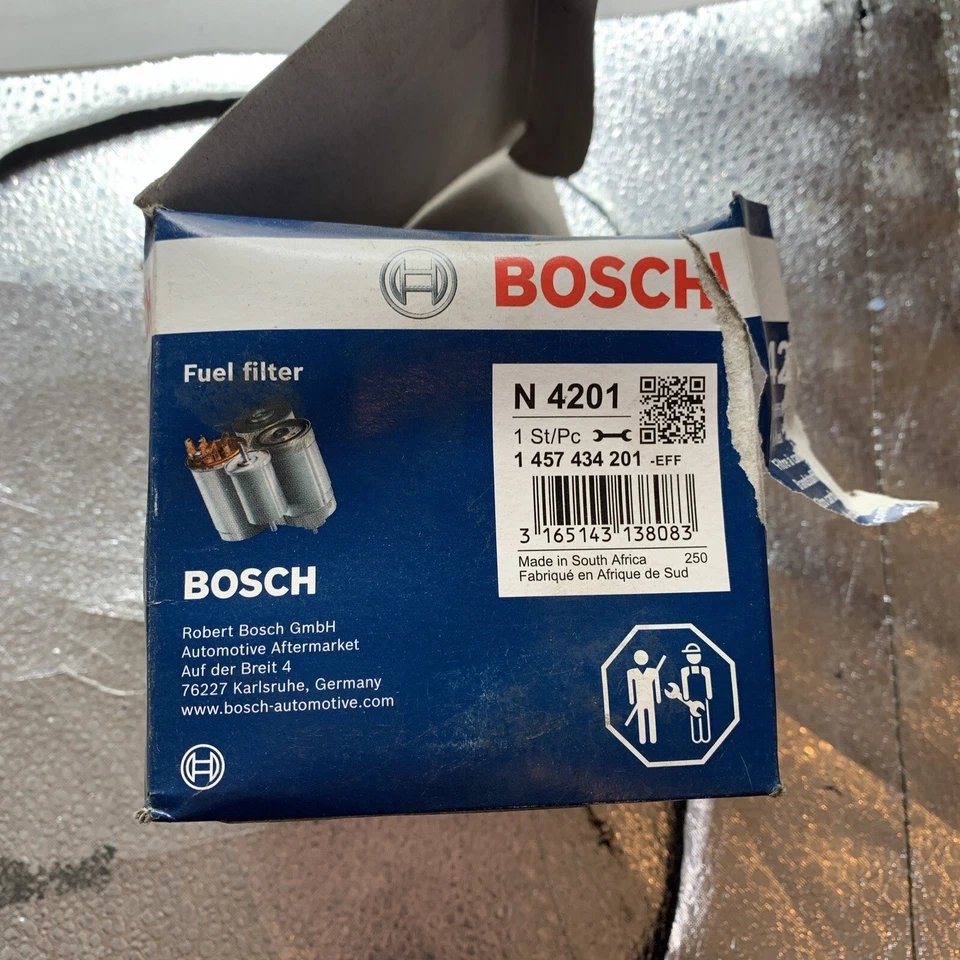 BOSCH
Fuel filter
N 4201
1 St/Pc
1 457 434 201 -EFF
3 165143 138083
Made in South Africa 250
Fabriqué en Afrique de Sud
BOSCH
Robert Bosch GmbH
Automotive Aftermarket
Auf der Breit 4
76227 Karlsruhe, Germany
www.bosch-automotive.com